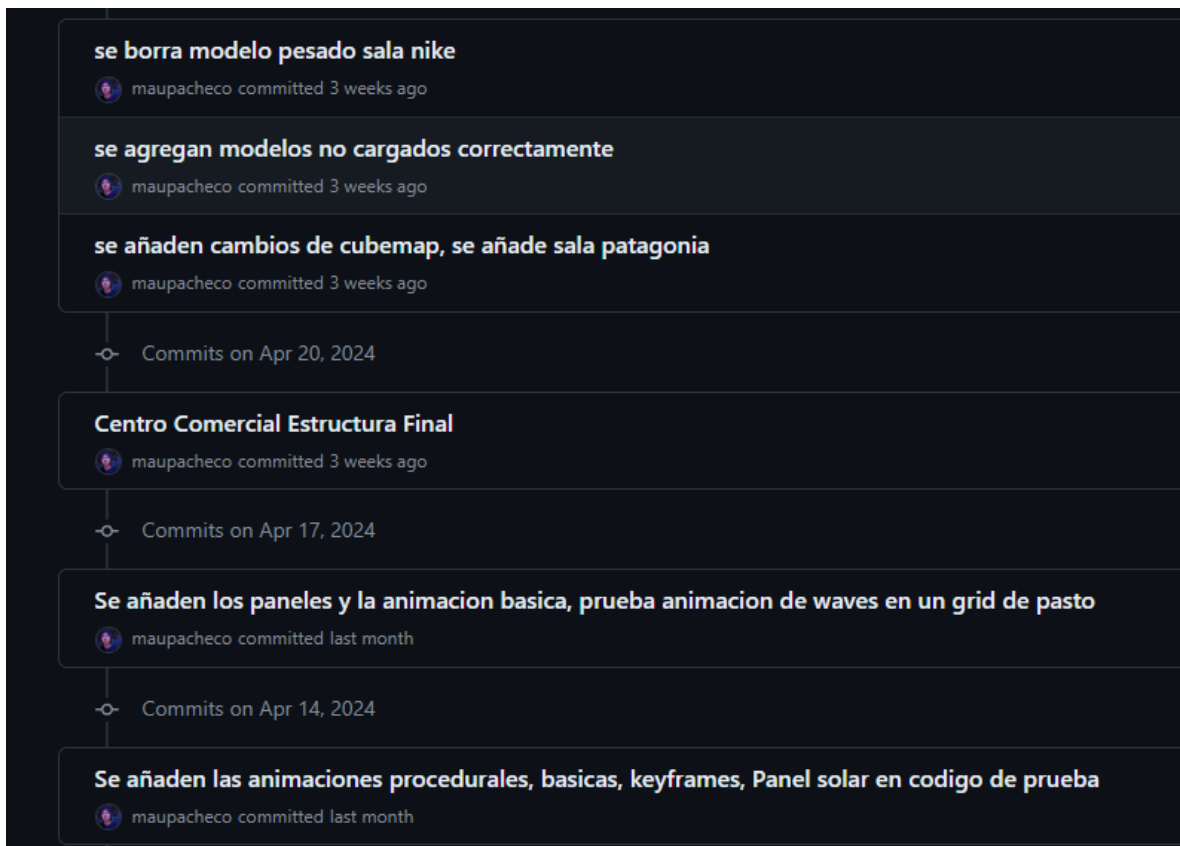 se borra modelo pesado sala nike
maupacheco committed 3 weeks ago
se agregan modelos no cargados correctamente
maupacheco committed 3 weeks ago
se añaden cambios de cubemap, se añade sala patagonia
maupacheco committed 3 weeks ago
Commits on Apr 20, 2024
Centro Comercial Estructura Final
maupacheco committed 3 weeks ago
Commits on Apr 17, 2024
Se añaden los paneles y la animacion basica, prueba animacion de waves en un grid de pasto
maupacheco committed last month
Commits on Apr 14, 2024
Se añaden las animaciones procedurales, basicas, keyframes, Panel solar en codigo de prueba
maupacheco committed last month